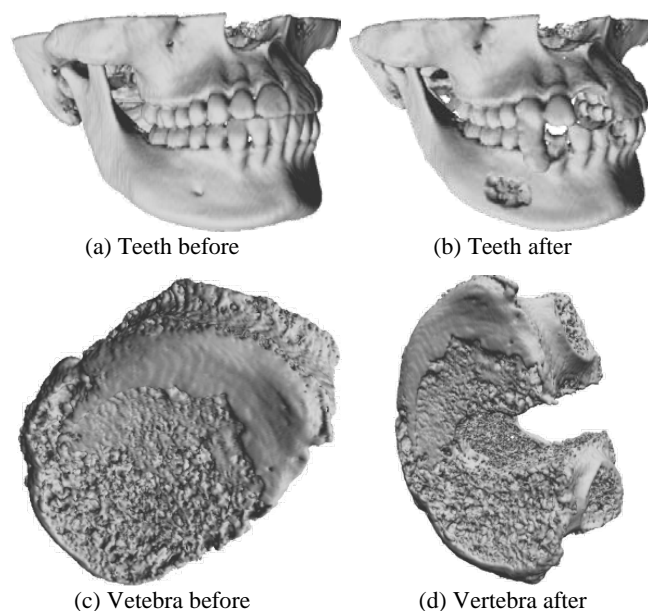 (a) Teeth before
(b) Teeth after
(c) Vetebra before
(d) Vertebra after